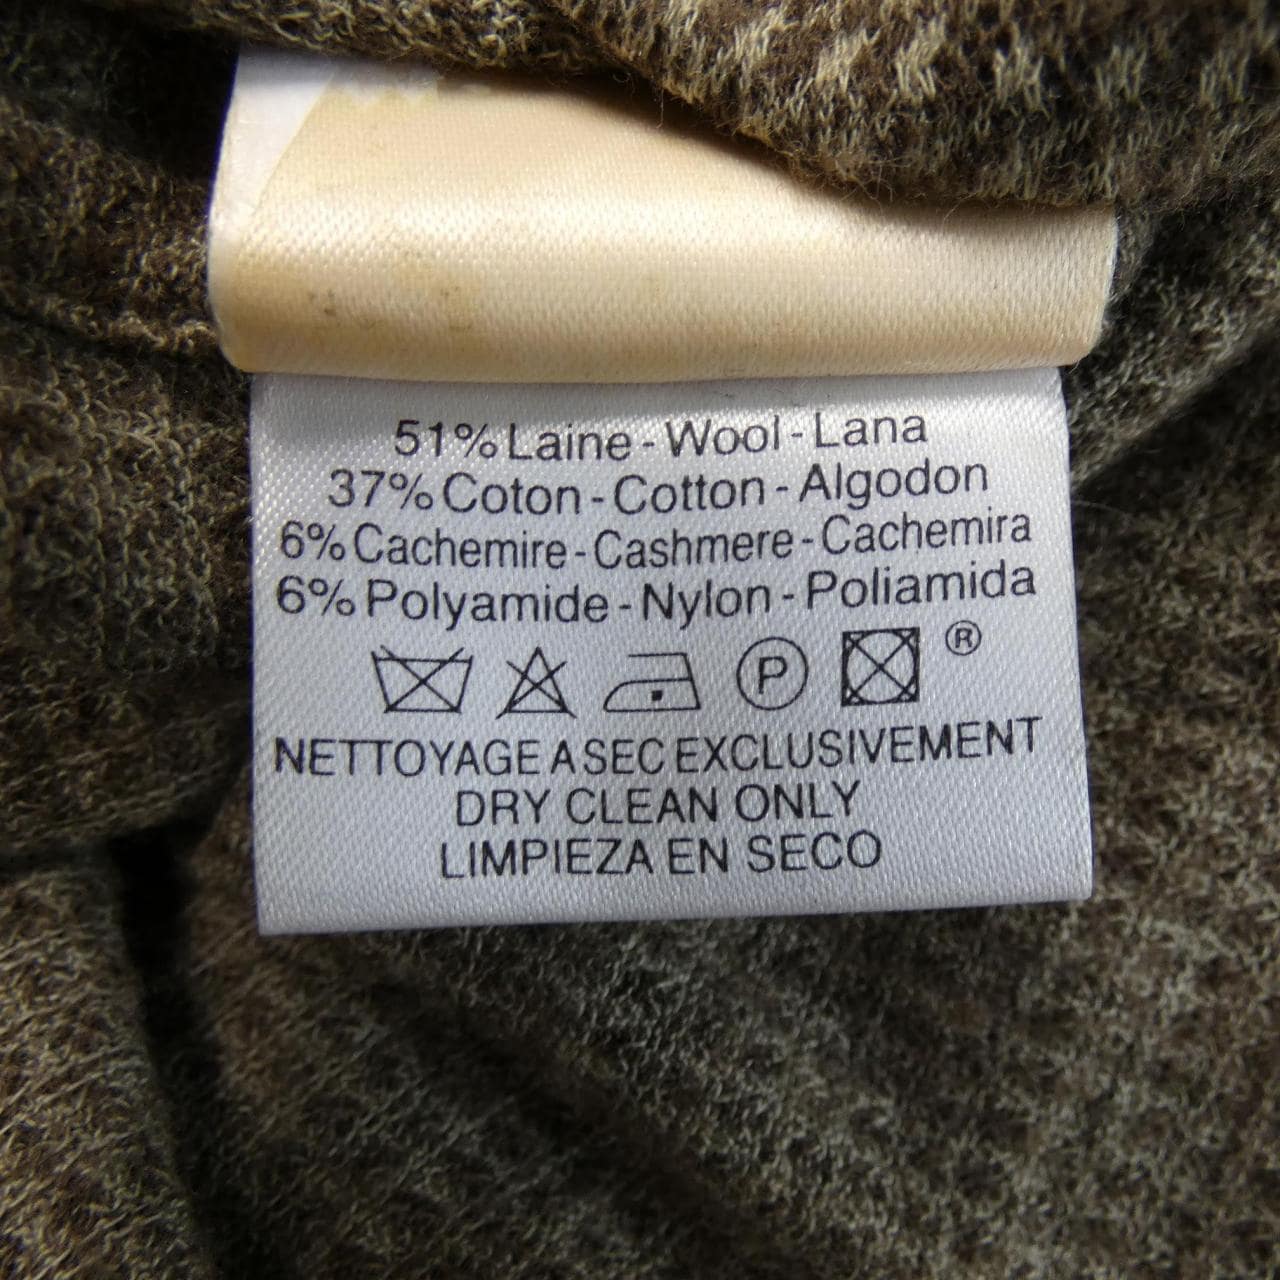 51% Laine - Wool - Lana
37% Coton - Cotton - Algodon
6% Cachemire - Cashmere - Cachemira
6% Polyamide - Nylon - Poliamida
P ®
NETTOYAGE A SEC EXCLUSIVEMENT
DRY CLEAN ONLY
LIMPIEZA EN SECO